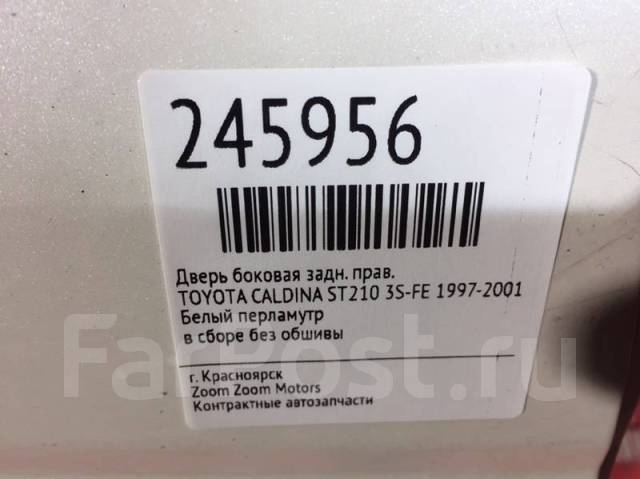 245956
Дверь боковая задн. прав.
TOYOTA CALDINA ST210 3S-FE 1997-2001
Белый перламутр
в сборе без обшивы
FarPost.ru
г. Красноярск
Zoom Zoom Motors
Контрактные автозапчасти